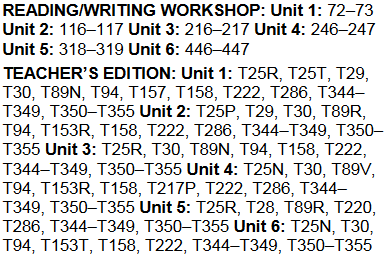 READING/WRITING WORKSHOP: Unit 1: 72–73
Unit 2: 116–117 Unit 3: 216–217 Unit 4: 246–247
Unit 5: 318–319 Unit 6: 446–447
TEACHER’S EDITION: Unit 1: T25R, T25T, T29,
T30, T89N, T94, T157, T158, T222, T286, T344–
T349, T350–T355 Unit 2: T25P, T29, T30, T89R,
T94, T153R, T158, T222, T286, T344–T349, T350–
T355 Unit 3: T25R, T30, T89N, T94, T158, T222,
T344–T349, T350–T355 Unit 4: T25N, T30, T89V,
T94, T153R, T158, T217P, T222, T286, T344–
T349, T350–T355 Unit 5: T25R, T28, T89R, T220,
T286, T344–T349, T350–T355 Unit 6: T25N, T30,
T94, T153T, T158, T222, T344–T349, T350–T355